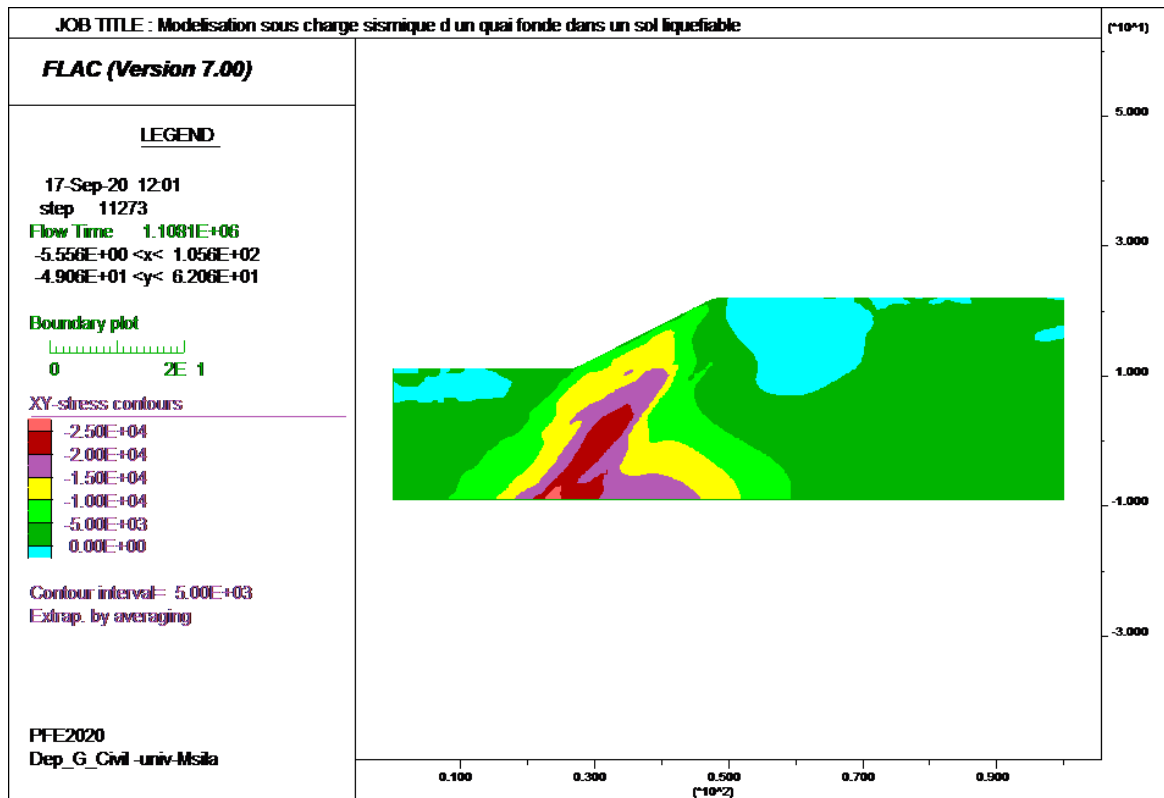 JOB TITLE : Modelisation sous charge sismique d un quai fonde dans un sol liquefiable
(*10^1)
FLAC (Version 7.00)
LEGEND
17-Sep-20 12:01
step 11273
Flow Time 1.1081E+06
-5.556E+00 <x< 1.056E+02
-4.906E+01 <y< 6.206E+01
Boundary plot
0 2E 1
XY-stress contours
-2.50E+04
-2.00E+04
-1.50E+04
-1.00E+04
-5.00E+03
0.00E+00
Contour interval= 5.00E+03
Extrap. by averaging
PFE2020
Dep_G_Civil -univ-Msila
5.000
3.000
1.000
-1.000
-3.000
0.100 0.300 0.500 0.700 0.900
(*10^2)